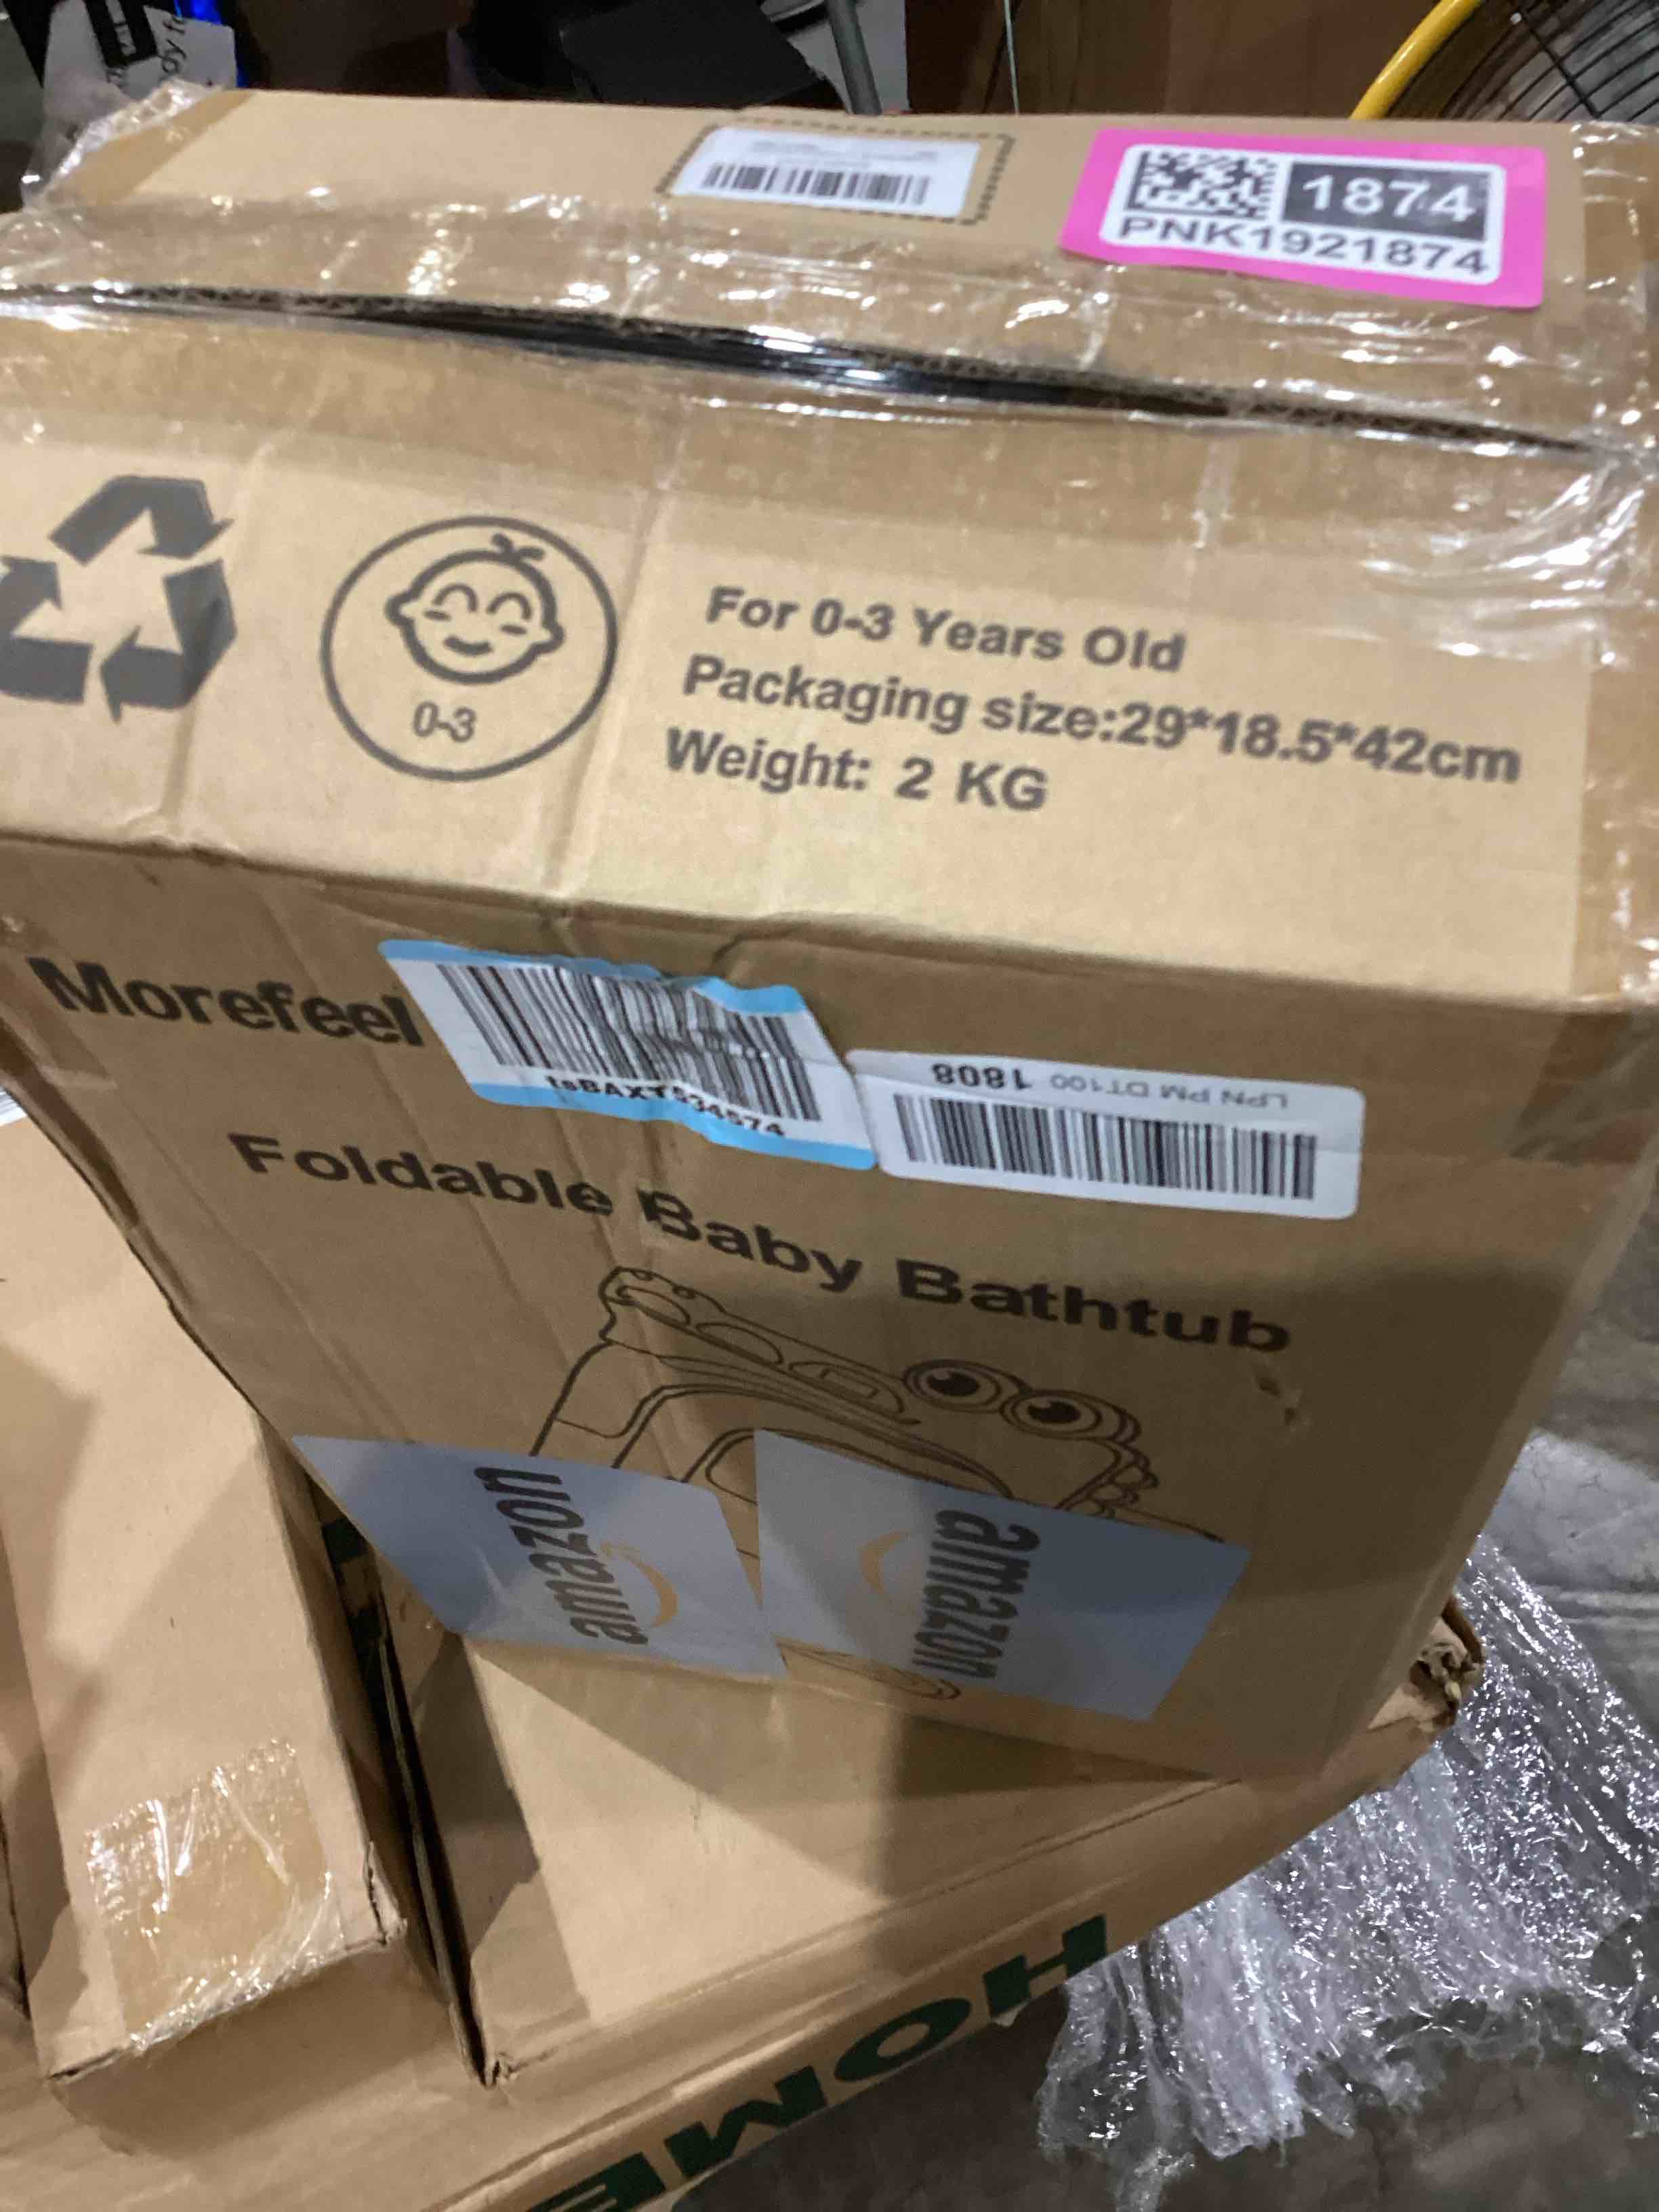 1874
PNK1921874
0-3
For 0-3 Years Old
Packaging size:29*18.5*42cm
Weight: 2 KG
Morefeel
LPN PM DT100 1808
Foldable Baby Bathtub
amazon
amazon
HOME